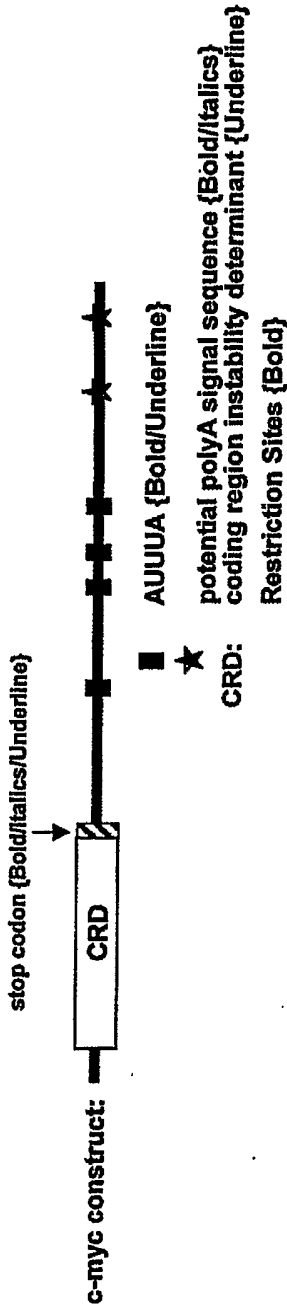 stop codon {Bold/Italics/Underline}
c-myc construct:
CRD
AUUUA {Bold/Underline}
potential polyA signal sequence {Bold/Italics}
CRD: coding region instability determinant {Underline}
Restriction Sites {Bold}